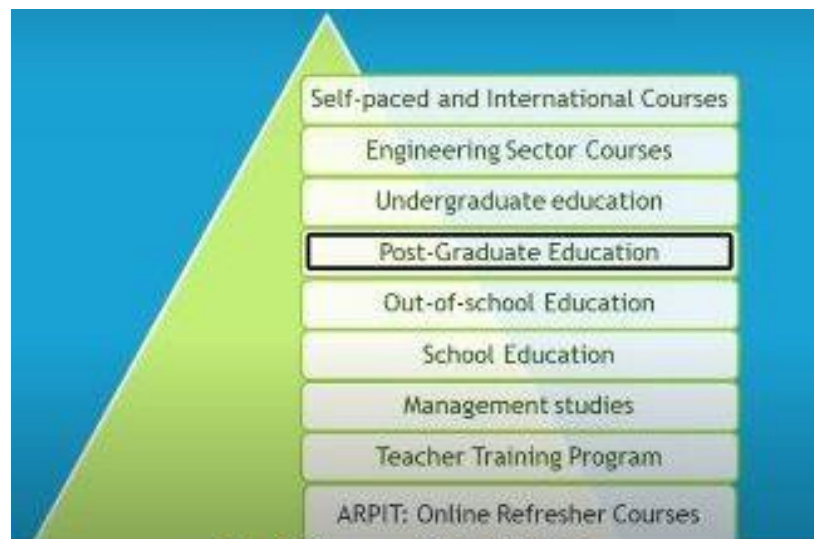 Self-paced and International Courses
Engineering Sector Courses
Undergraduate education
Post-Graduate Education
Out-of-school Education
School Education
Management studies
Teacher Training Program
ARPIT: Online Refresher Courses